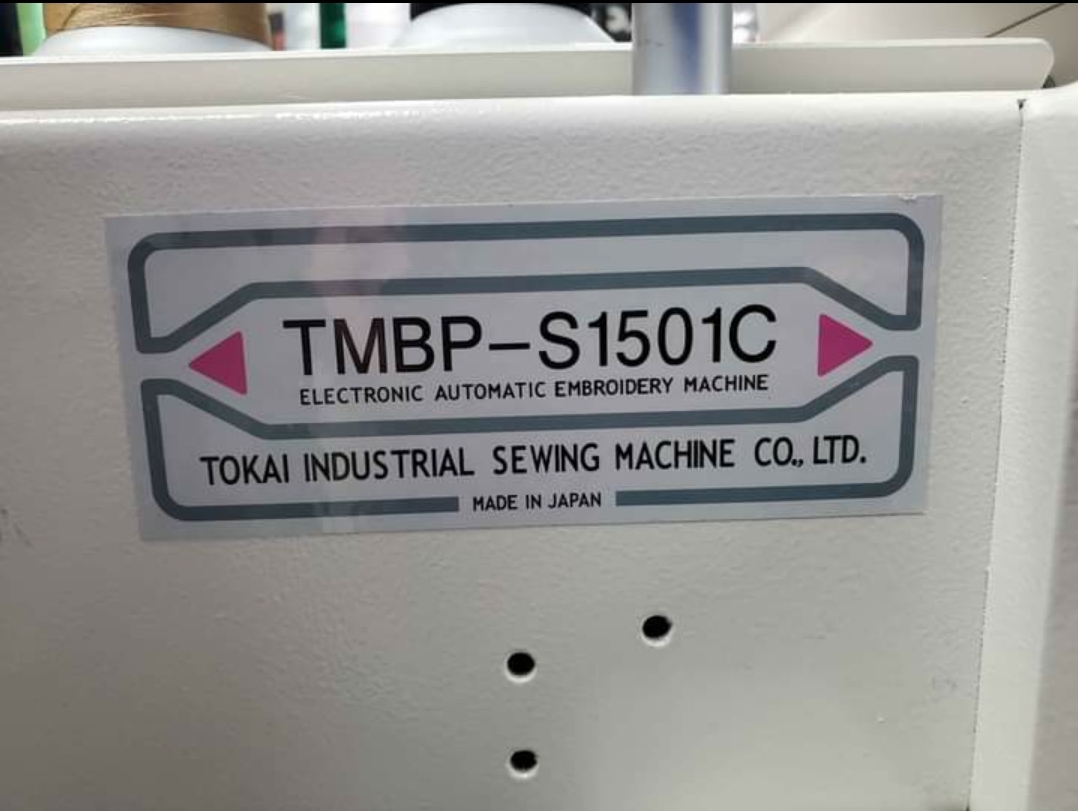 TMBP-S1501C
ELECTRONIC AUTOMATIC EMBROIDERY MACHINE
TOKAI INDUSTRIAL SEWING MACHINE CO., LTD.
MADE IN JAPAN